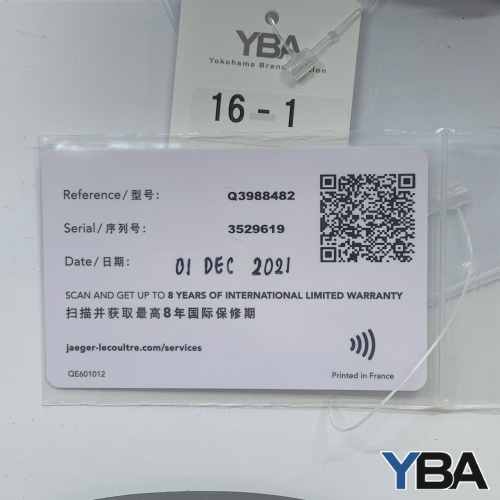 YBA
Yokohama Brand
16-1
Reference/型号: Q3988482
Serial/序列号: 3529619
Date/日期: 01 DEC 2021
SCAN AND GET UP TO 8 YEARS OF INTERNATIONAL LIMITED WARRANTY
扫描并获取最高8年国际保修期
jaeger-lecoultre.com/services
QE601012
Printed in France
YBA